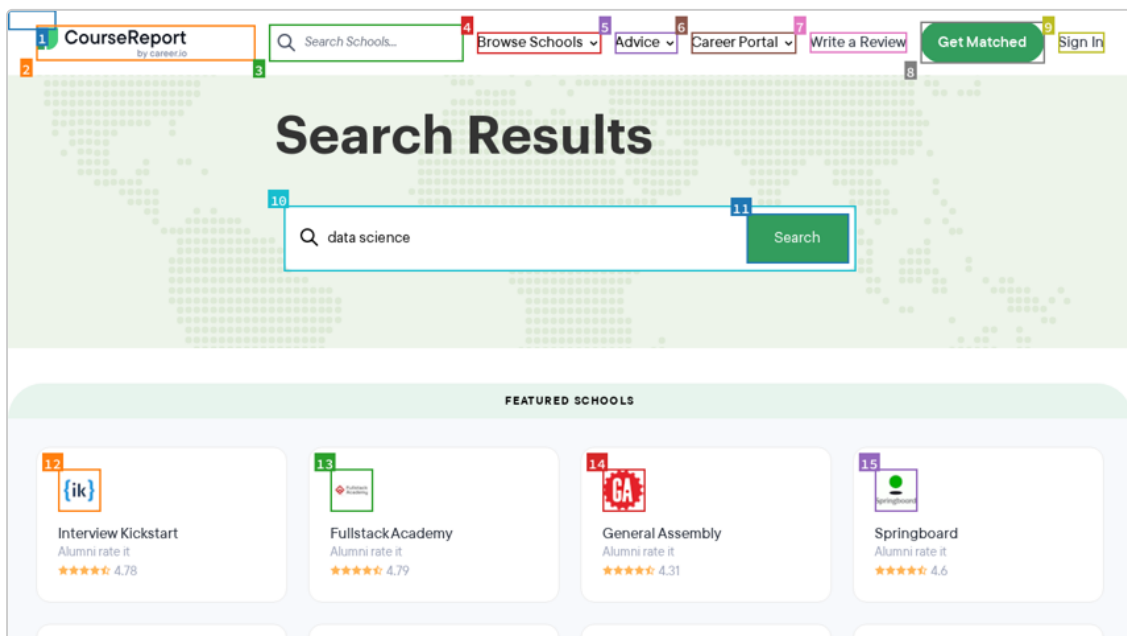 CourseReport
by career.io
Search Schools...
Browse Schools
Advice
Career Portal
Write a Review
Get Matched
Sign In
1
2
3
4
5
6
7
8
9
Search Results
10
11
data science
Search
FEATURED SCHOOLS
12
13
14
15
{ik}
Fullstack Academy
GA
Springboard
Interview Kickstart
Alumni rate it
4.78
Fullstack Academy
Alumni rate it
4.79
General Assembly
Alumni rate it
4.31
Springboard
Alumni rate it
4.6